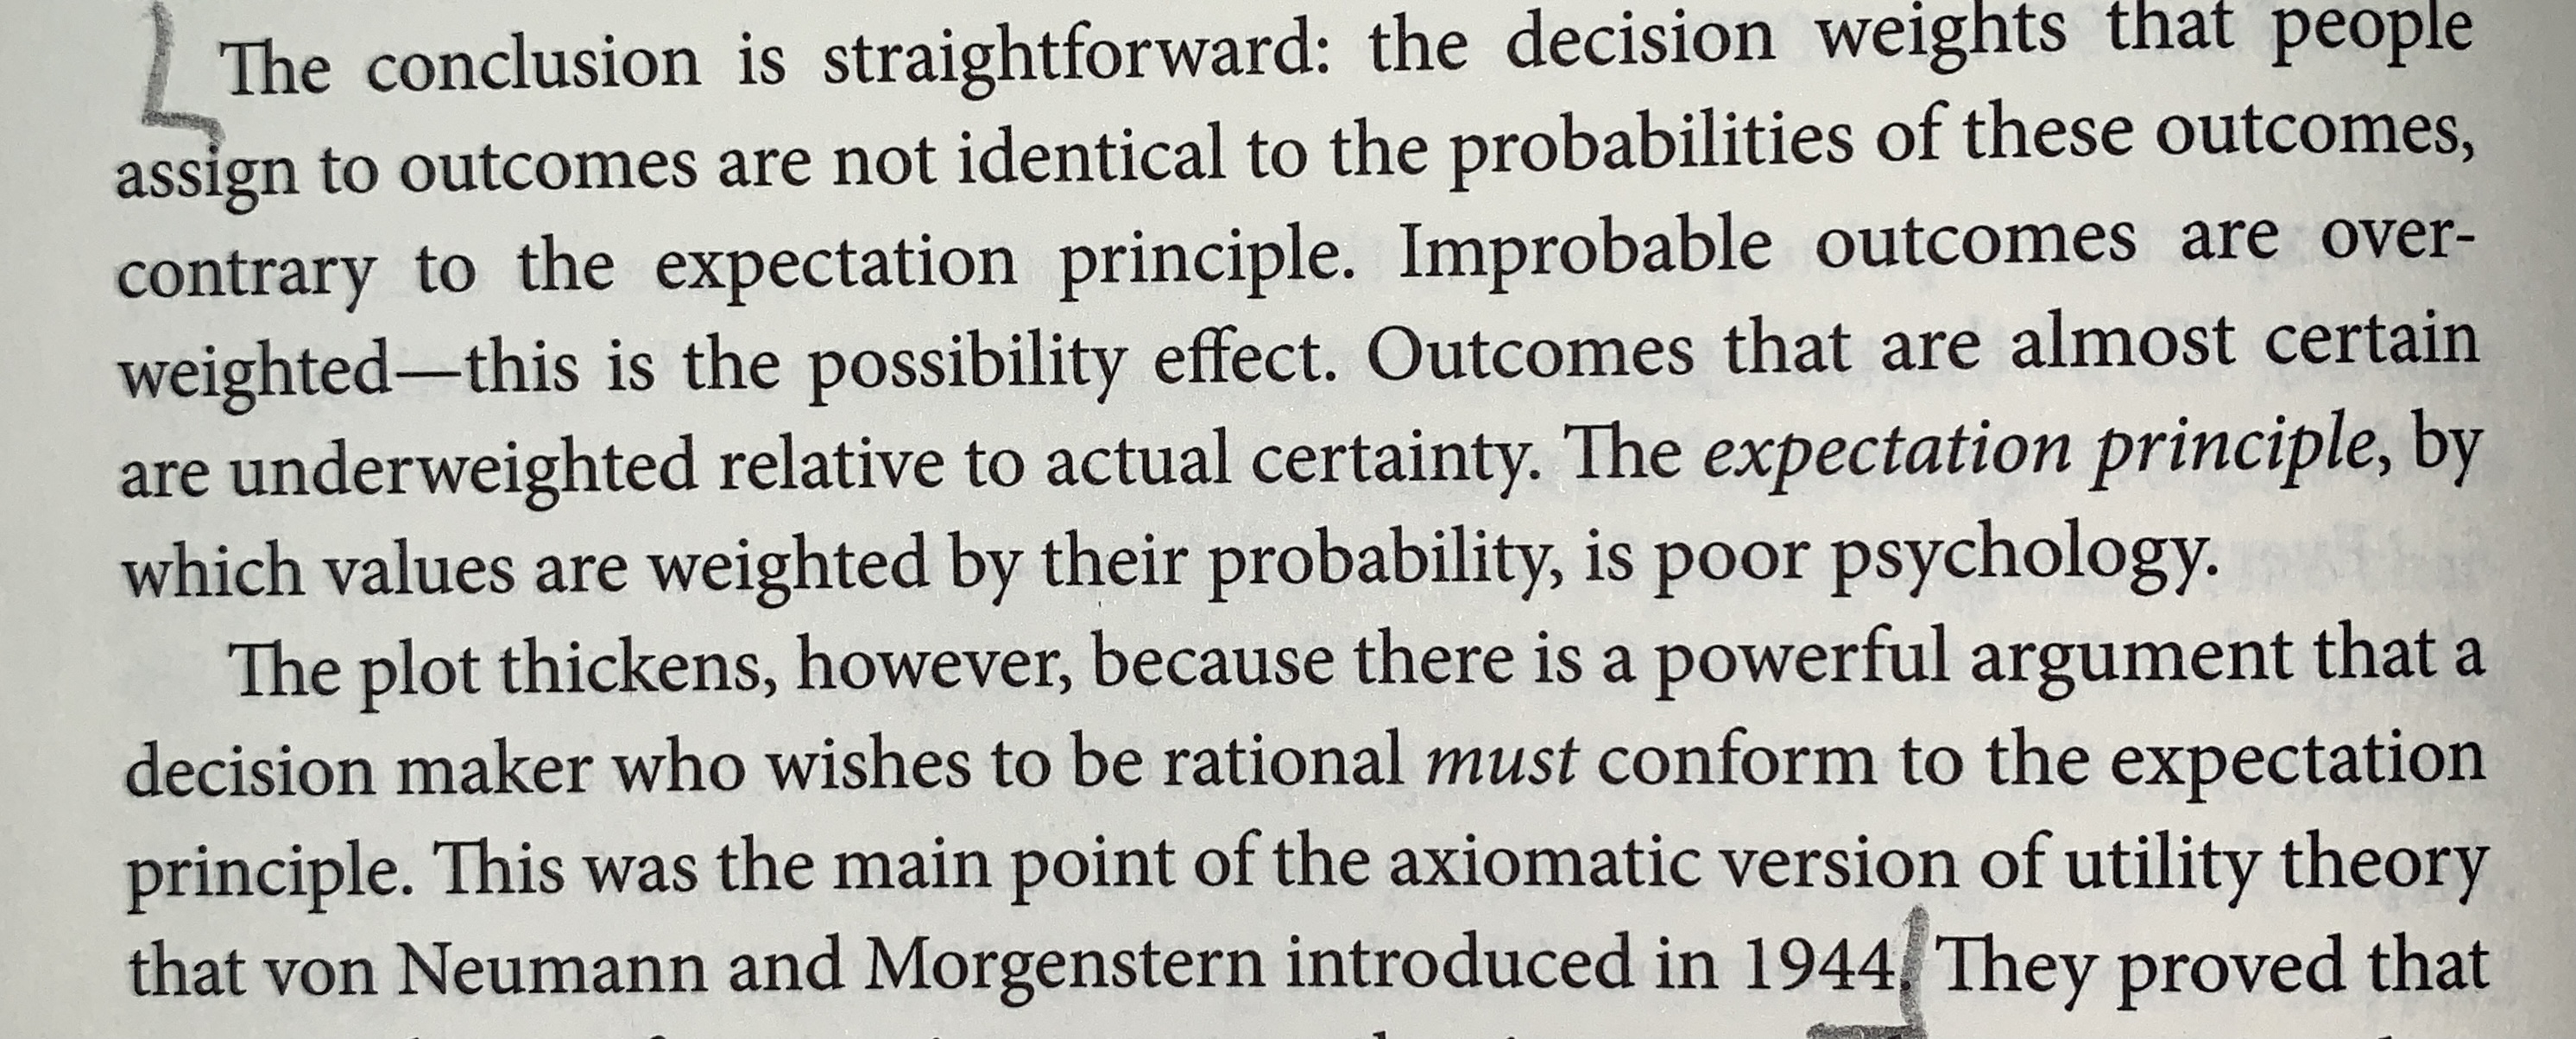 The conclusion is straightforward: the decision weights that people
assign to outcomes are not identical to the probabilities of these outcomes,
contrary to the expectation principle. Improbable outcomes are over-
weighted—this is the possibility effect. Outcomes that are almost certain
are underweighted relative to actual certainty. The expectation principle, by
which values are weighted by their probability, is poor psychology.
The plot thickens, however, because there is a powerful argument that a
decision maker who wishes to be rational must conform to the expectation
principle. This was the main point of the axiomatic version of utility theory
that von Neumann and Morgenstern introduced in 1944. They proved that